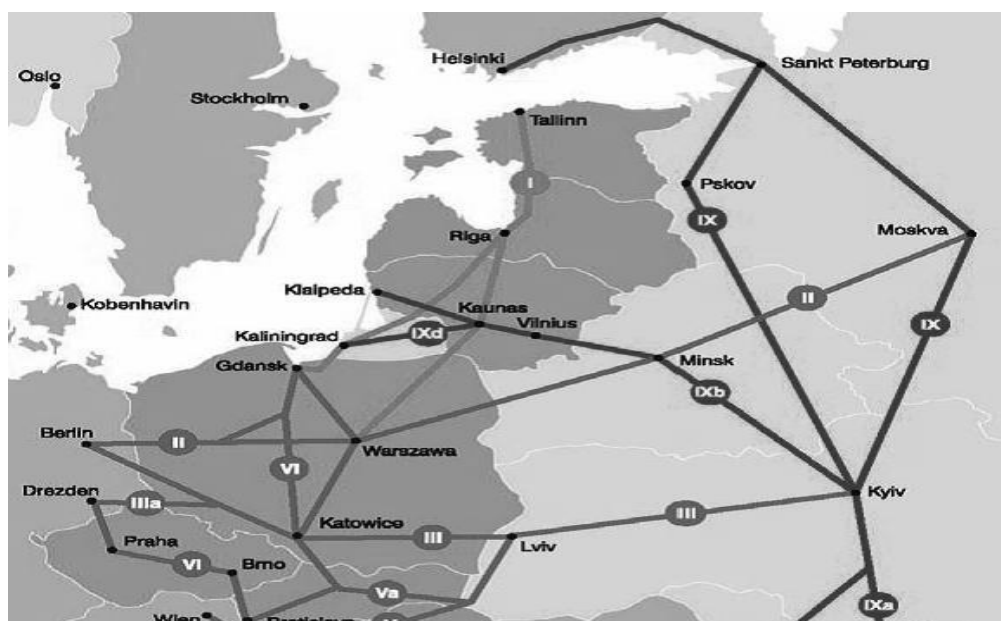 Helsinki
Sankt Peterburg
Oslo
Stockholm
Tallinn
I
Pskov
IX
Riga
Moskva
Klaipeda
II
Kobenhavin
Kaunas
Vilnius
Kaliningrad
IXd
IX
Gdansk
Minsk
IXb
Berlin
II
Warszawa
VI
Drezden
IIIa
Kyiv
III
Katowice
III
Lviv
Praha
VI
Brno
Va
IXa